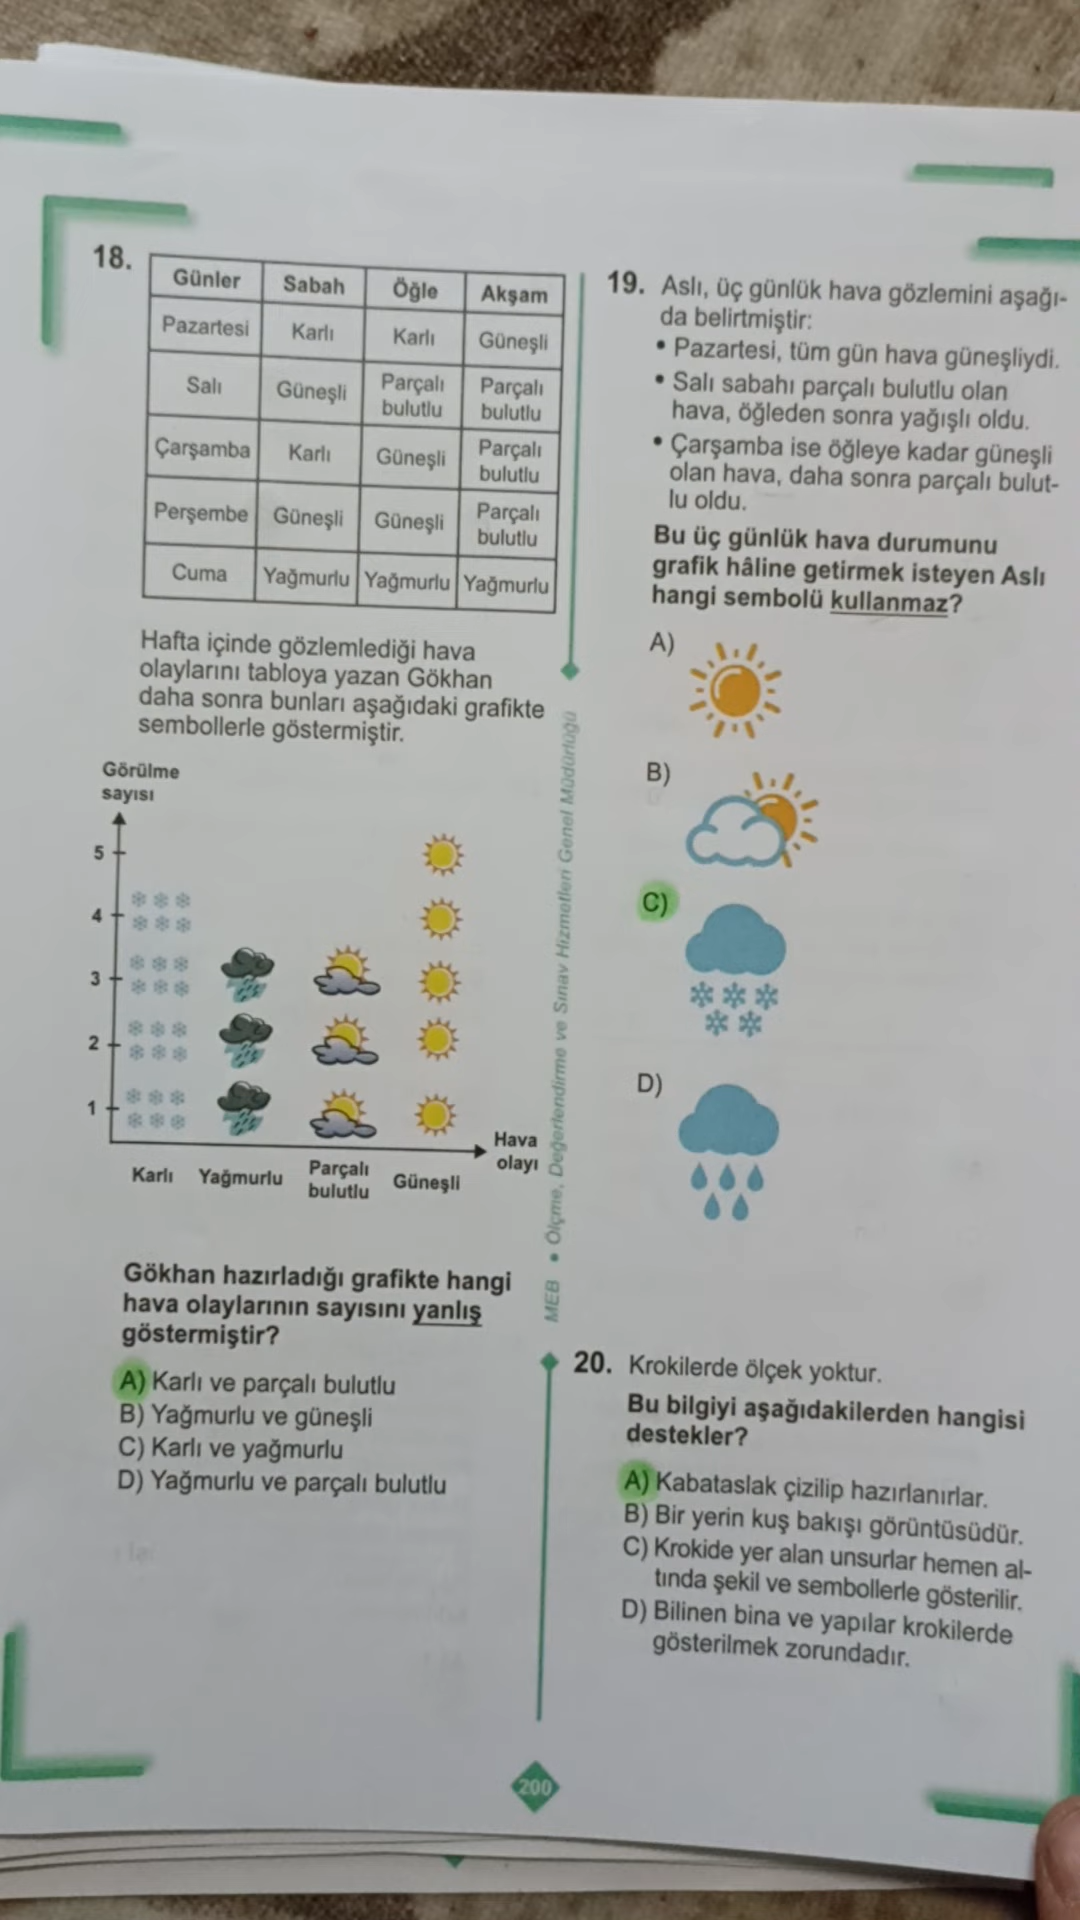 18.
Günler Sabah Öğle Akşam
Pazartesi Karlı Karlı Güneşli
Salı Güneşli Parçalı bulutlu Parçalı bulutlu
Çarşamba Karlı Güneşli Parçalı bulutlu
Perşembe Güneşli Güneşli Parçalı bulutlu
Cuma Yağmurlu Yağmurlu Yağmurlu
Hafta içinde gözlemlediği hava
olaylarını tabloya yazan Gökhan
daha sonra bunları aşağıdaki grafikte
sembollerle göstermiştir.
Görülme
sayısı
5
4
3
2
1
Hava
olayı
Karlı Yağmurlu Parçalı bulutlu Güneşli
Gökhan hazırladığı grafikte hangi
hava olaylarının sayısını yanlış
göstermiştir?
A) Karlı ve parçalı bulutlu
B) Yağmurlu ve güneşli
C) Karlı ve yağmurlu
D) Yağmurlu ve parçalı bulutlu
MEB • Ölçme, Değerlendirme ve Sınav Hizmetleri Genel Müdürlüğü
19. Aslı, üç günlük hava gözlemini aşağı-
da belirtmiştir:
• Pazartesi, tüm gün hava güneşliydi.
• Salı sabahı parçalı bulutlu olan
hava, öğleden sonra yağışlı oldu.
• Çarşamba ise öğleye kadar güneşli
olan hava, daha sonra parçalı bulut-
lu oldu.
Bu üç günlük hava durumunu
grafik hâline getirmek isteyen Aslı
hangi sembolü kullanmaz?
A)
B)
C)
D)
20. Krokilerde ölçek yoktur.
Bu bilgiyi aşağıdakilerden hangisi
destekler?
A) Kabataslak çizilip hazırlanırlar.
B) Bir yerin kuş bakışı görüntüsüdür.
C) Krokide yer alan unsurlar hemen al-
tında şekil ve sembollerle gösterilir.
D) Bilinen bina ve yapılar krokilerde
gösterilmek zorundadır.
200